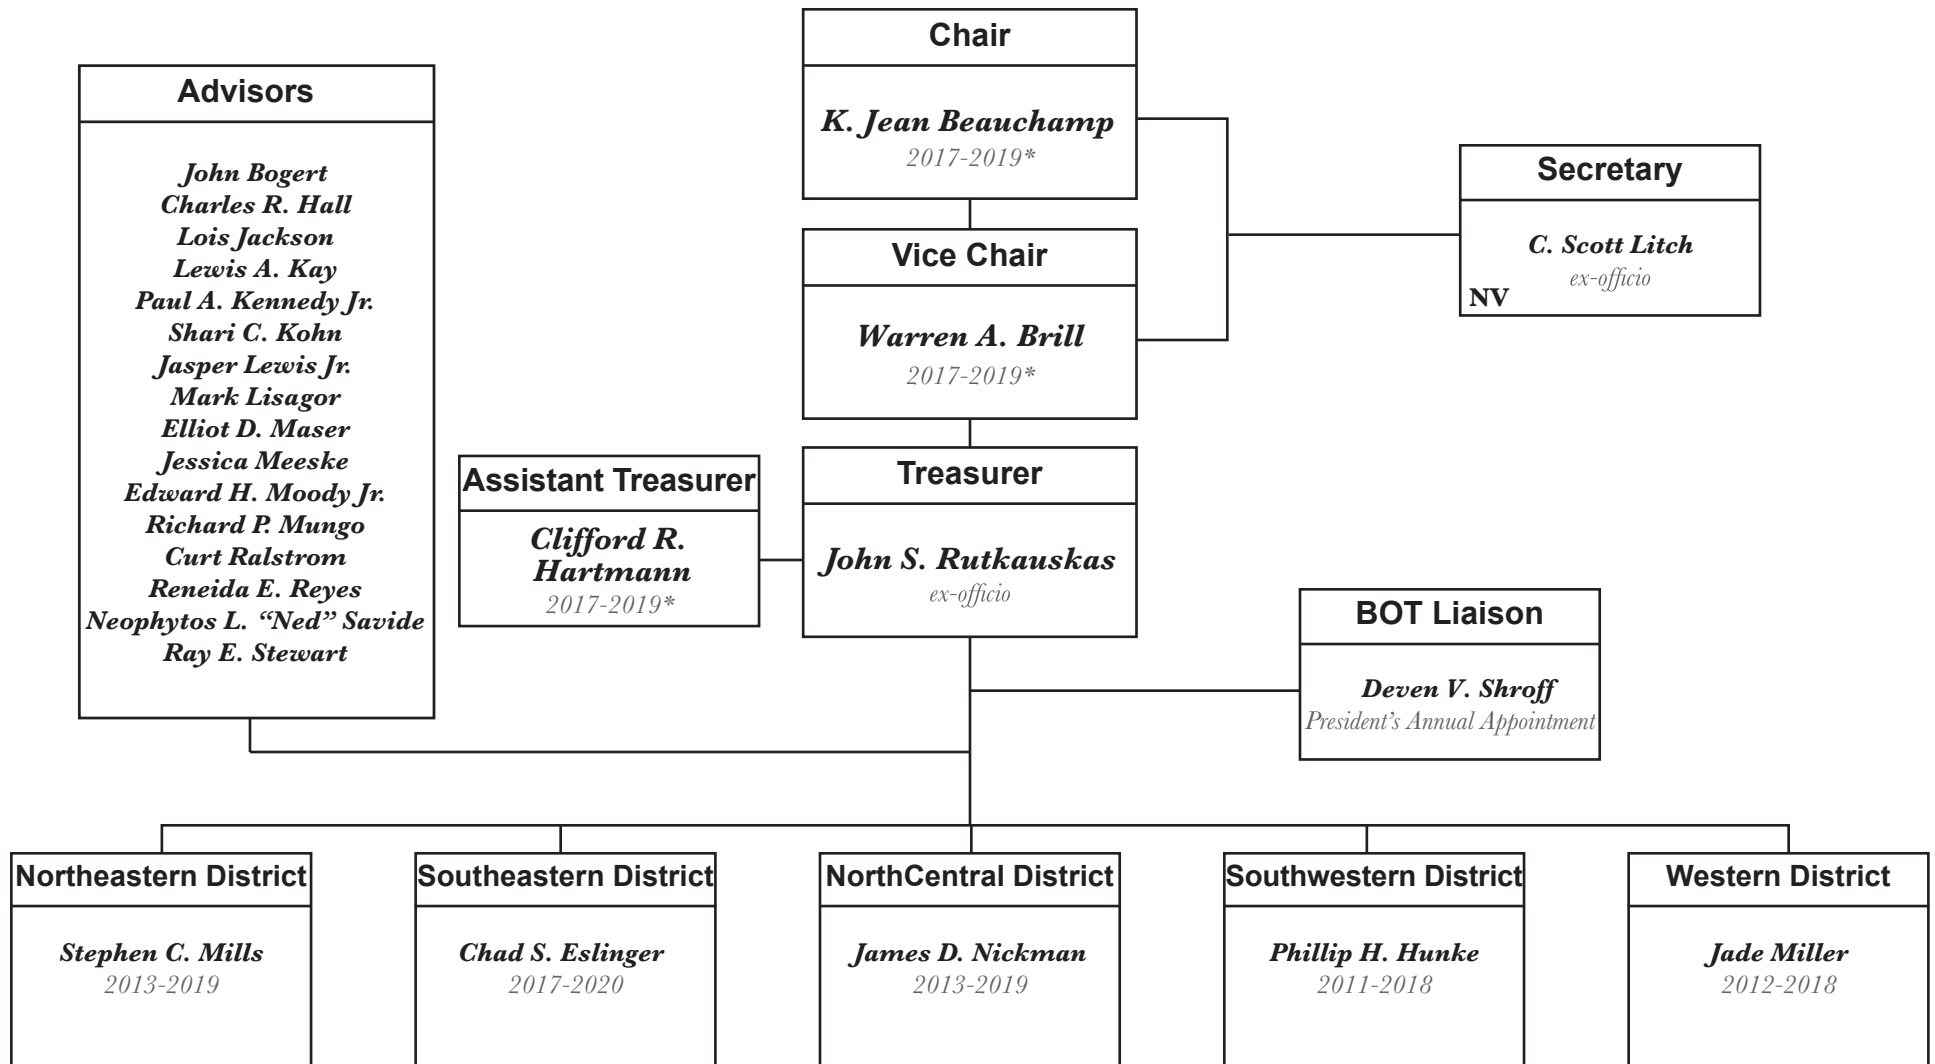 Chair
K. Jean Beauchamp
2017-2019*
Advisors
John Bogert
Charles R. Hall
Lois Jackson
Lewis A. Kay
Paul A. Kennedy Jr.
Shari C. Kohn
Jasper Lewis Jr.
Mark Lisagor
Elliot D. Maser
Jessica Meeske
Edward H. Moody Jr.
Richard P. Mungo
Curt Ralstrom
Reneida E. Reyes
Neophytos L. “Ned” Savide
Ray E. Stewart
Secretary
C. Scott Litch
ex-officio
NV
Vice Chair
Warren A. Brill
2017-2019*
Assistant Treasurer
Clifford R.
Hartmann
2017-2019*
Treasurer
John S. Rutkauskas
ex-officio
BOT Liaison
Deven V. Shroff
President’s Annual Appointment
Northeastern District
Stephen C. Mills
2013-2019
Southeastern District
Chad S. Eslinger
2017-2020
NorthCentral District
James D. Nickman
2013-2019
Southwestern District
Phillip H. Hunke
2011-2018
Western District
Jade Miller
2012-2018